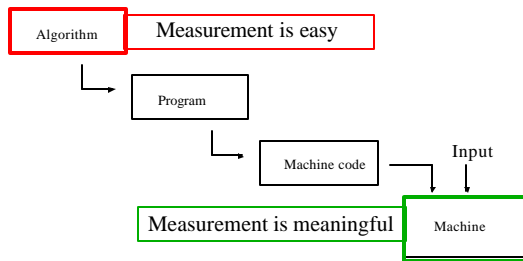 Algorithm
Measurement is easy
Program
Machine code
Input
Measurement is meaningful
Machine